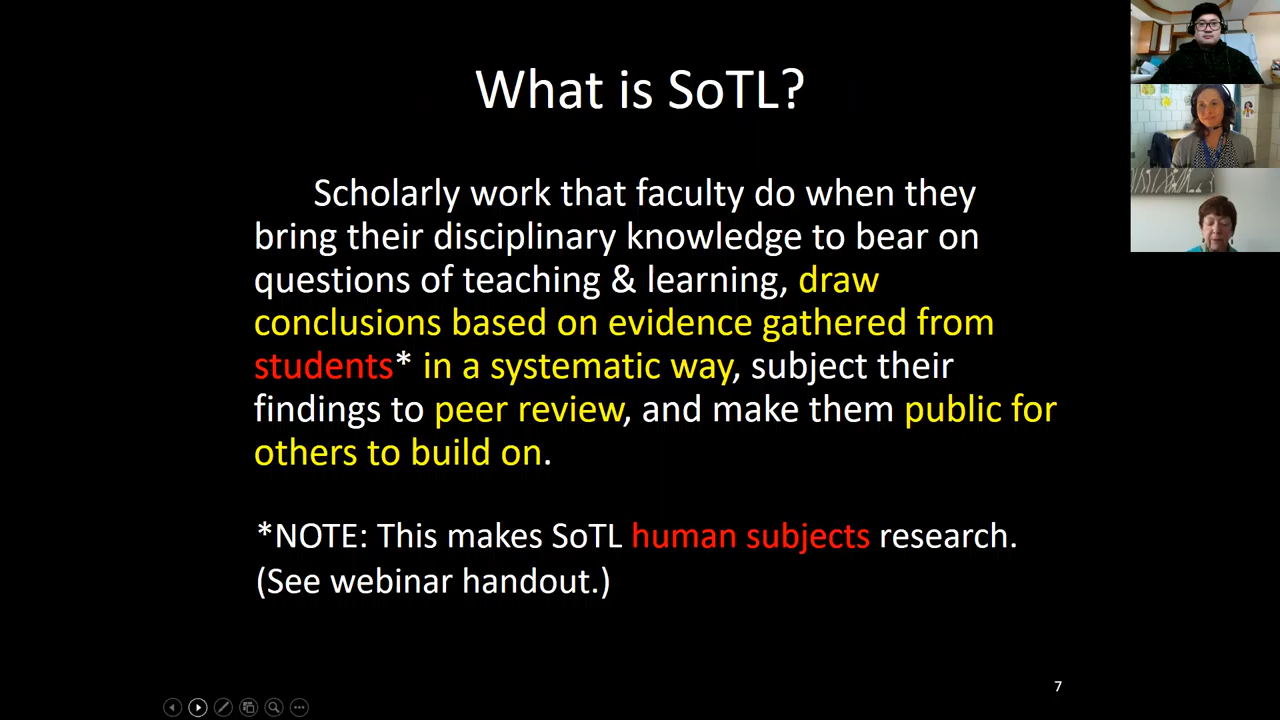 What is SoTL?
Scholarly work that faculty do when they
bring their disciplinary knowledge to bear on
questions of teaching & learning, draw
conclusions based on evidence gathered from
students* in a systematic way, subject their
findings to peer review, and make them public for
others to build on.
*NOTE: This makes SoTL human subjects research.
(See webinar handout.)
7